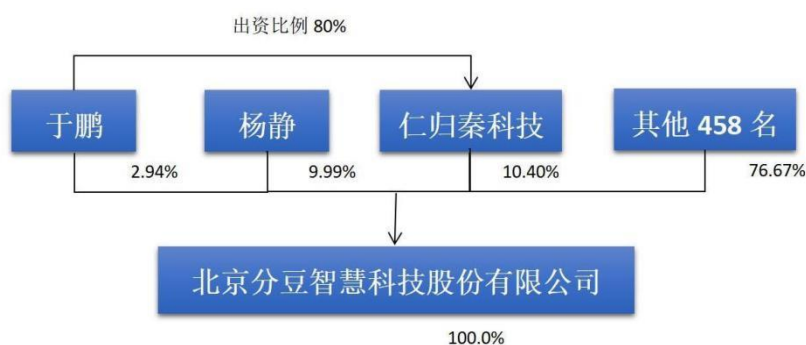 出资比例 80%
于鹏
杨静
仁归秦科技
其他 458 名
2.94%
9.99%
10.40%
76.67%
北京分豆智慧科技股份有限公司
100.0%